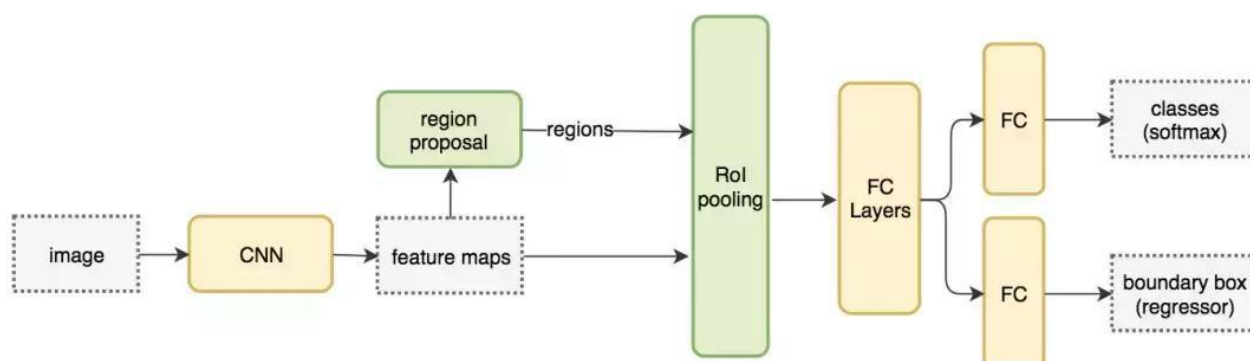 image
CNN
feature maps
region
proposal
regions
RoI
pooling
FC
Layers
FC
classes
(softmax)
FC
boundary box
(regressor)